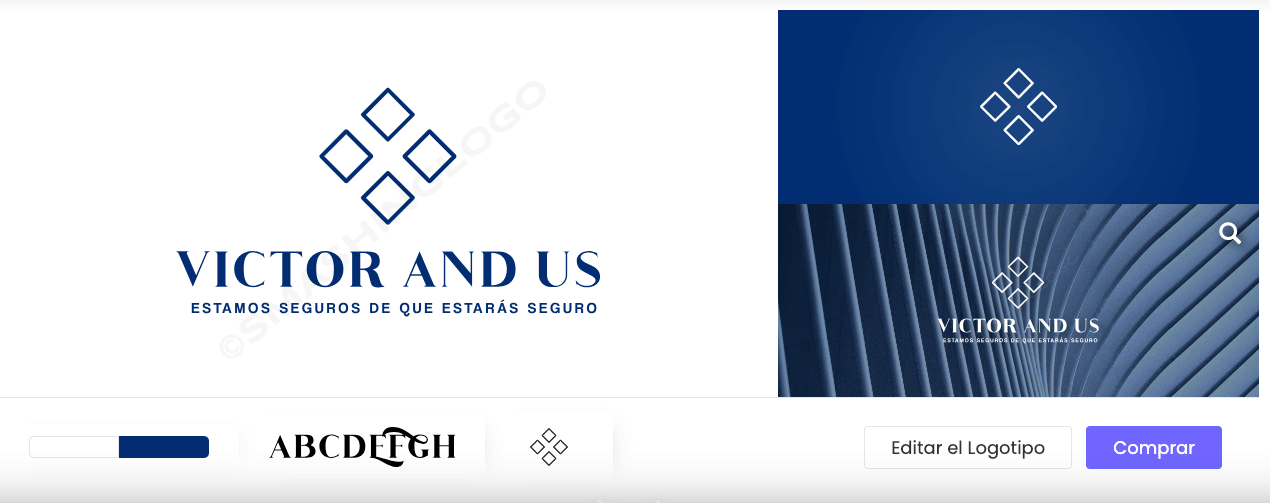 ©SMASHINGLOGO
VICTOR AND US
ESTAMOS SEGUROS DE QUE ESTARÁS SEGURO
VICTOR AND US
ESTAMOS SEGUROS DE QUE ESTARÁS SEGURO
ABCDEFGH
Editar el Logotipo
Comprar